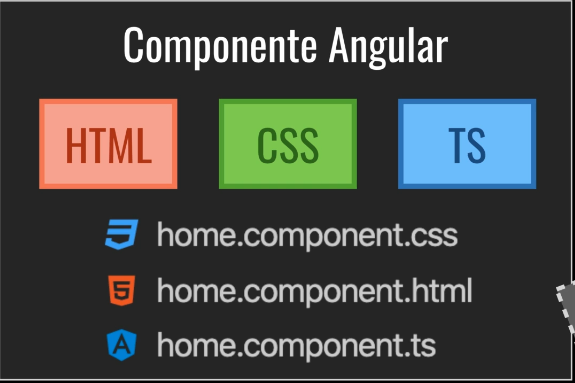 Componente Angular
HTML CSS TS
home.component.css
home.component.html
home.component.ts